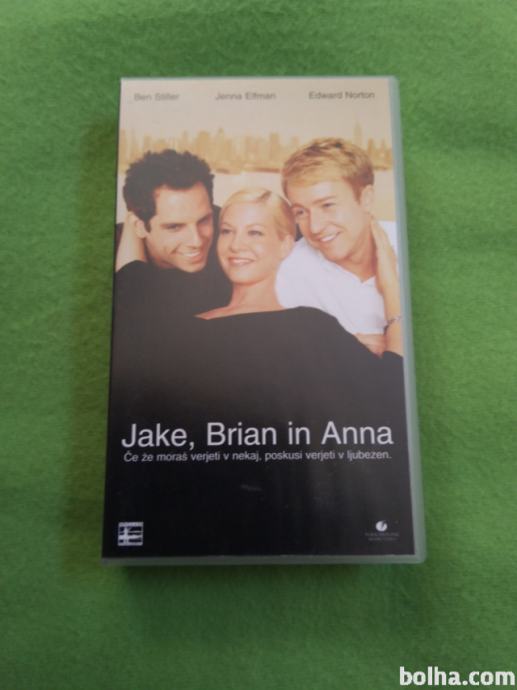 Ben Stiller Jenna Elfman Edward Norton
Jake, Brian in Anna
Če že moraš verjeti v nekaj, poskusi verjeti v ljubezen.
bolha.com